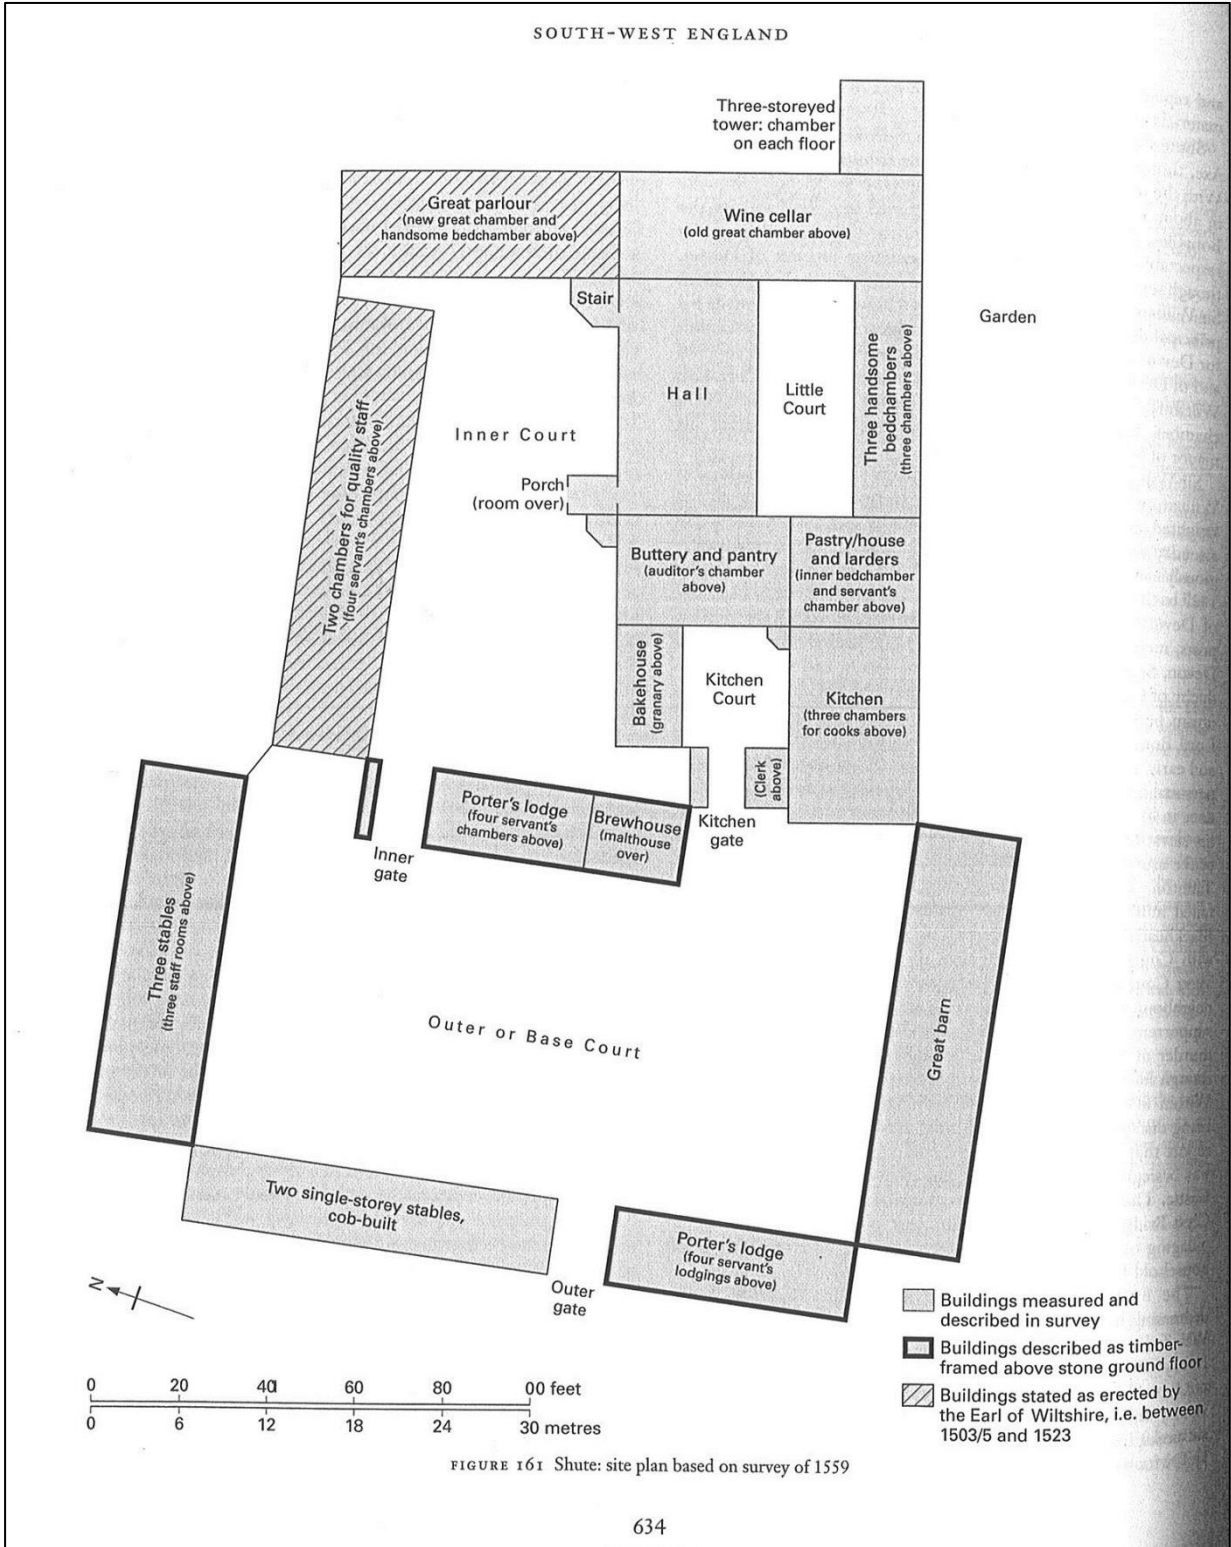 SOUTH-WEST ENGLAND
Three-storeyed
tower: chamber
on each floor
Great parlour
(new great chamber and
handsome bedchamber above)
Wine cellar
(old great chamber above)
Stair
Garden
Hall
Little
Court
Three handsome
bedchambers
(three chambers above)
Inner Court
Two chambers for quality staff
(four servant's chambers above)
Porch
(room over)
Buttery and pantry
(auditor's chamber
above)
Pastry/house
and larders
(inner bedchamber
and servant's
chamber above)
Bakehouse
(granary above)
Kitchen
Court
Kitchen
(three chambers
for cooks above)
(Clerk
above)
Porter's lodge
(four servant's
chambers above)
Brewhouse
(malthouse
over)
Kitchen
gate
Inner
gate
Three stables
(three staff rooms above)
Outer or Base Court
Great barn
Two single-storey stables,
cob-built
Porter's lodge
(four servant's
lodgings above)
Outer
gate
N
Buildings measured and
described in survey
Buildings described as timber-
framed above stone ground floor
Buildings stated as erected by
the Earl of Wiltshire, i.e. between
1503/5 and 1523
0 20 40 60 80 00 feet
0 6 12 18 24 30 metres
FIGURE 161 Shute: site plan based on survey of 1559
634